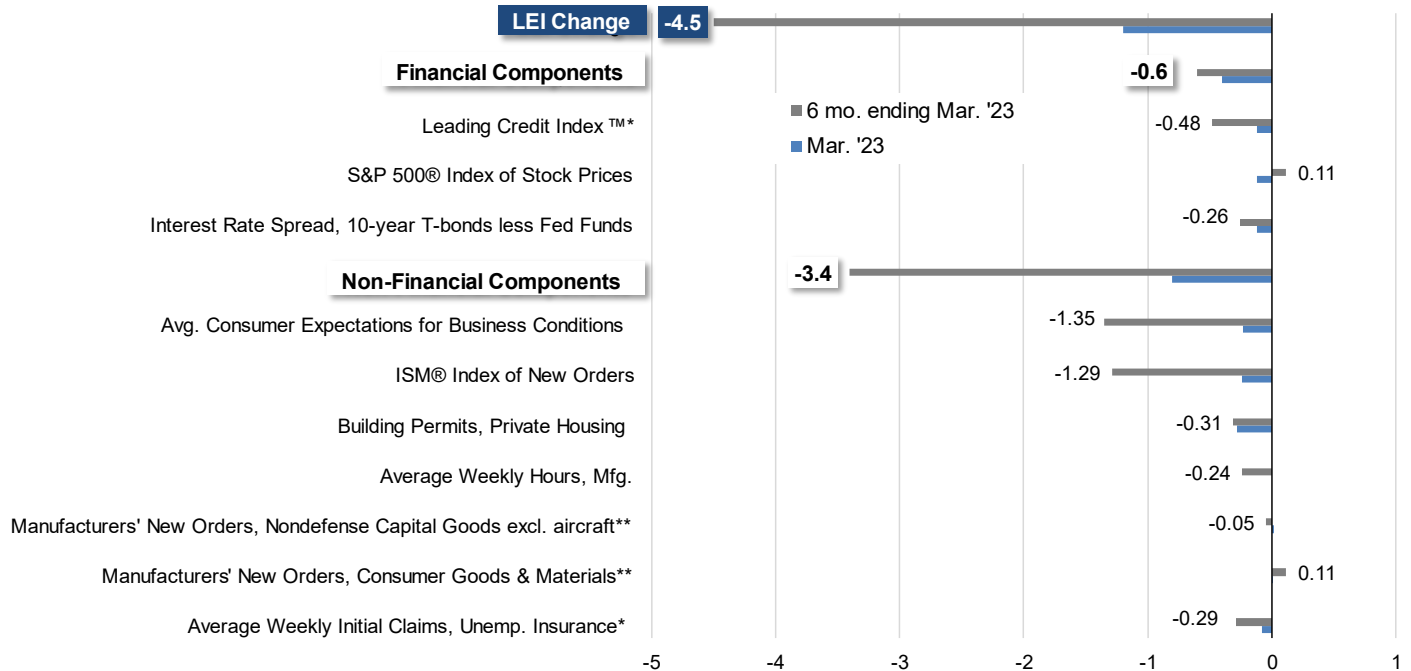 LEI Change -4.5
Financial Components -0.6
6 mo. ending Mar. '23
Mar. '23
Leading Credit Index ™* -0.48
S&P 500® Index of Stock Prices 0.11
Interest Rate Spread, 10-year T-bonds less Fed Funds -0.26
Non-Financial Components -3.4
Avg. Consumer Expectations for Business Conditions -1.35
ISM® Index of New Orders -1.29
Building Permits, Private Housing -0.31
Average Weekly Hours, Mfg. -0.24
Manufacturers' New Orders, Nondefense Capital Goods excl. aircraft** -0.05
Manufacturers' New Orders, Consumer Goods & Materials** 0.11
Average Weekly Initial Claims, Unemp. Insurance* -0.29
-5 -4 -3 -2 -1 0 1